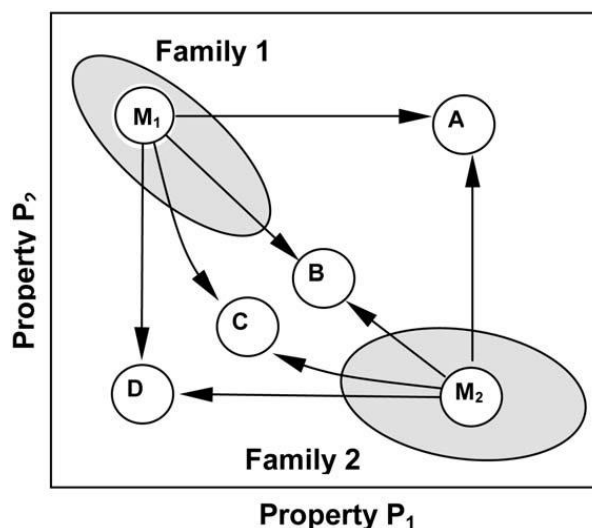 Family 1
M₁
A
B
C
D
M₂
Family 2
Property P₂
Property P₁